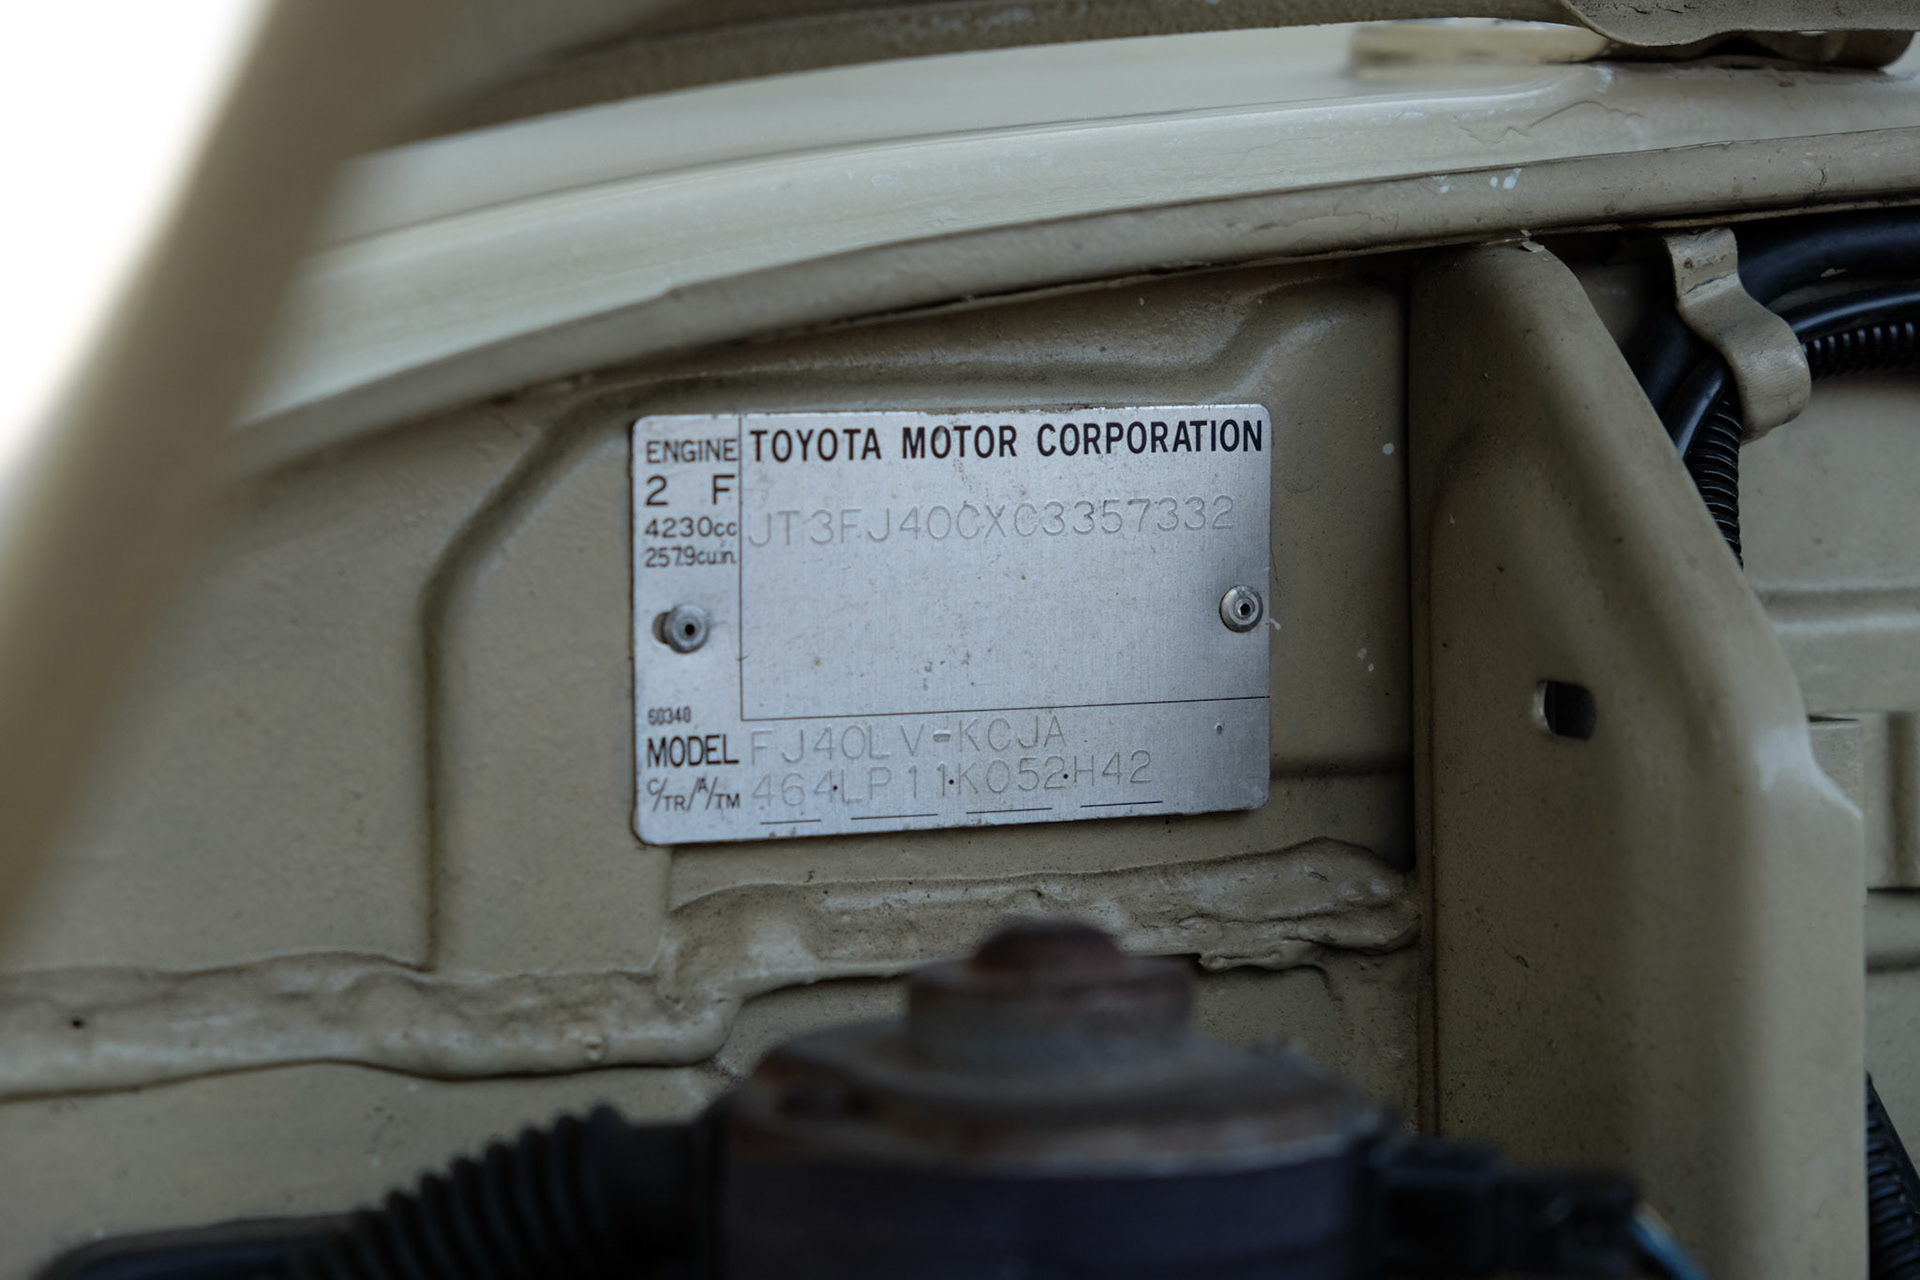 ENGINE TOYOTA MOTOR CORPORATION
2 F
4230cc JT3FJ40CXC3357332
257.9cu.in.
60340
MODEL FJ40LV-KCJA
C/TR/A/TM 464LP11K052H42